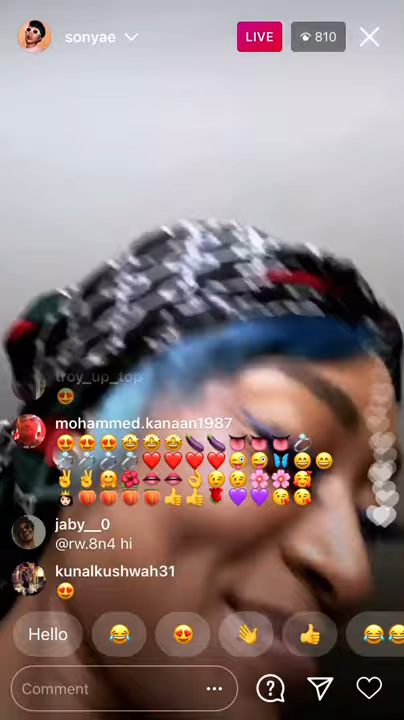 sonyae
LIVE
810
troy_up_top
😍
mohammed.kanaan1987
😍😍😍🤩🤩🤩🍆🍆👅👅👅💍
💍💍💍💍❤️❤️❤️❤️😜😜🦋😄😄
✌️✌️🤗🌺👄👄👌😉😉🌸🌸🥰
👸🍑🍑🍑🍑👍👍🌹💜💜😘😘
jaby__0
@rw.8n4 hi
kunalkushwah31
😍
Hello 😂 😍 👋 👍 😂😂
Comment